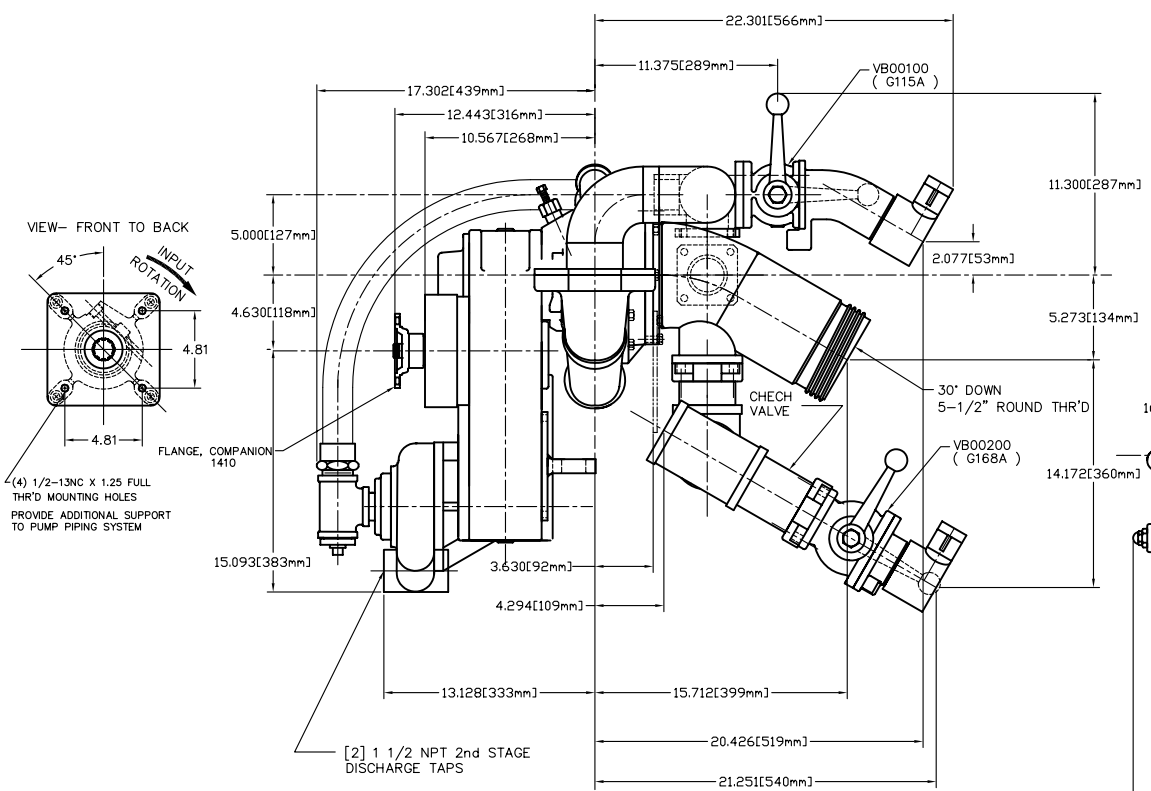 22.301[566mm]
11.375[289mm]
VB00100
( G115A )
17.302[439mm]
12.443[316mm]
10.567[268mm]
11.300[287mm]
VIEW- FRONT TO BACK
45°
INPUT
ROTATION
5.000[127mm]
2.077[53mm]
4.630[118mm]
5.273[134mm]
4.81
4.81
30° DOWN
5-1/2" ROUND THR'D
CHECH
VALVE
FLANGE, COMPANION
1410
VB00200
( G168A )
14.172[360mm]
(4) 1/2-13NC X 1.25 FULL
THR'D MOUNTING HOLES
PROVIDE ADDITIONAL SUPPORT
TO PUMP PIPING SYSTEM
15.093[383mm]
3.630[92mm]
4.294[109mm]
13.128[333mm]
15.712[399mm]
20.426[519mm]
[2] 1 1/2 NPT 2nd STAGE
DISCHARGE TAPS
21.251[540mm]